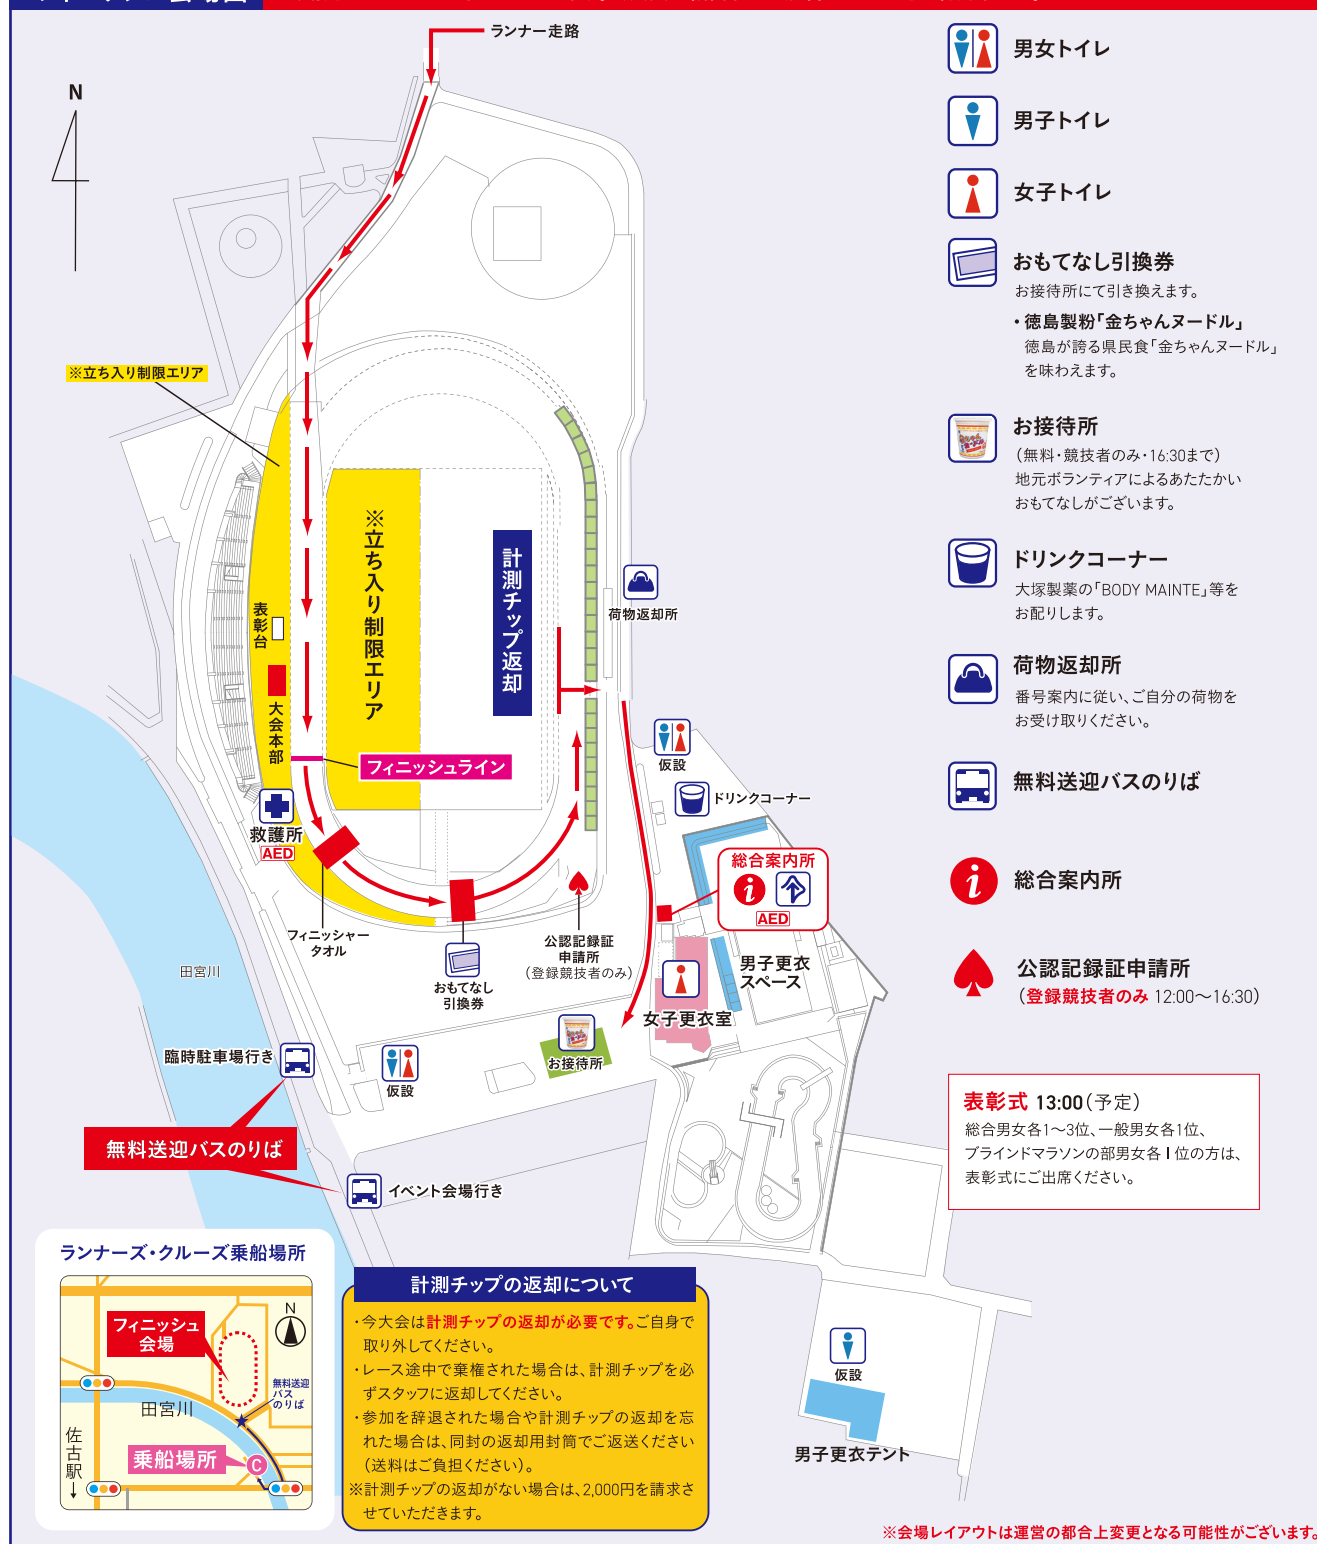 ランナー走路
N
※立ち入り制限エリア
※立ち入り制限エリア
計測チップ返却
荷物返却所
表彰台
大会本部
フィニッシュライン
仮設
ドリンクコーナー
救護所
AED
総合案内所
AED
フィニッシャー
タオル
おもてなし
引換券
公認記録証
申請所
（登録競技者のみ）
男子更衣
スペース
女子更衣室
お接待所
田宮川
臨時駐車場行き
仮設
無料送迎バスのりば
イベント会場行き
仮設
男子更衣テント
男女トイレ
男子トイレ
女子トイレ
おもてなし引換券
お接待所にて引き換えます。
・徳島製粉「金ちゃんヌードル」
徳島が誇る県民食「金ちゃんヌードル」
を味わえます。
お接待所
（無料・競技者のみ・16:30まで）
地元ボランティアによるあたたかい
おもてなしがございます。
ドリンクコーナー
大塚製薬の「BODY MAINTE」等を
お配りします。
荷物返却所
番号案内に従い、ご自分の荷物を
お受け取りください。
無料送迎バスのりば
総合案内所
公認記録証申請所
（登録競技者のみ 12:00～16:30）
表彰式 13:00（予定）
総合男女各1～3位、一般男女各1位、
ブラインドマラソンの部男女各1位の方は、
表彰式にご出席ください。
ランナーズ・クルーズ乗船場所
フィニッシュ
会場
N
無料送迎
バス
のりば
田宮川
佐古駅
乗船場所
C
計測チップの返却について
・今大会は計測チップの返却が必要です。ご自身で
取り外してください。
・レース途中で棄権された場合は、計測チップを必
ずスタッフに返却してください。
・参加を辞退された場合や計測チップの返却を忘
れた場合は、同封の返却用封筒でご返送ください
（送料はご負担ください）。
※計測チップの返却がない場合は、2,000円を請求さ
せていただきます。
※会場レイアウトは運営の都合上変更となる可能性がございます。